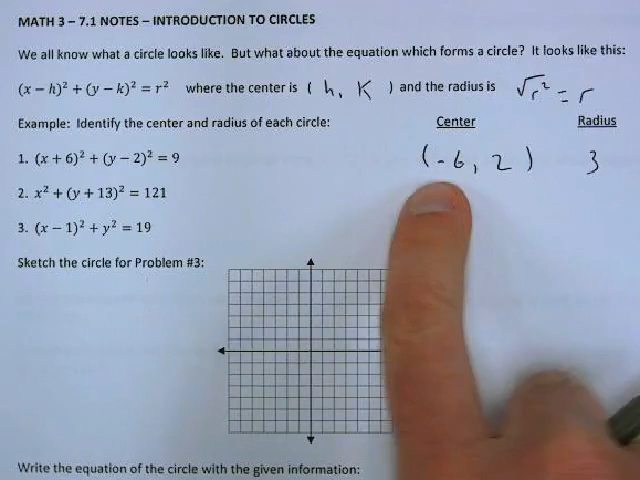 MATH 3 – 7.1 NOTES – INTRODUCTION TO CIRCLES
We all know what a circle looks like. But what about the equation which forms a circle? It looks like this:
(x − h)² + (y − k)² = r² where the center is ( h, K ) and the radius is √r² = r
Example: Identify the center and radius of each circle: Center Radius
1. (x + 6)² + (y − 2)² = 9 (-6, 2) 3
2. x² + (y + 13)² = 121
3. (x − 1)² + y² = 19
Sketch the circle for Problem #3:
Write the equation of the circle with the given information: